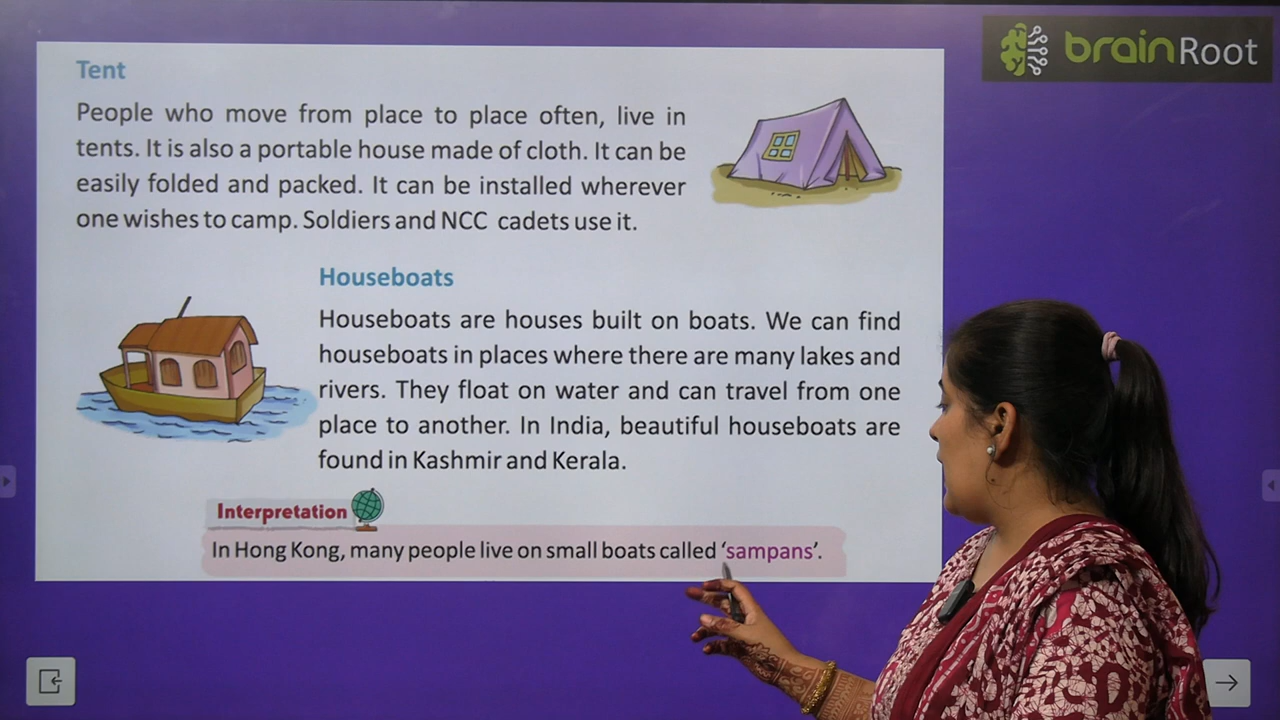 brainRoot
Tent
People who move from place to place often, live in
tents. It is also a portable house made of cloth. It can be
easily folded and packed. It can be installed wherever
one wishes to camp. Soldiers and NCC cadets use it.
Houseboats
Houseboats are houses built on boats. We can find
houseboats in places where there are many lakes and
rivers. They float on water and can travel from one
place to another. In India, beautiful houseboats are
found in Kashmir and Kerala.
Interpretation
In Hong Kong, many people live on small boats called ‘sampans’.